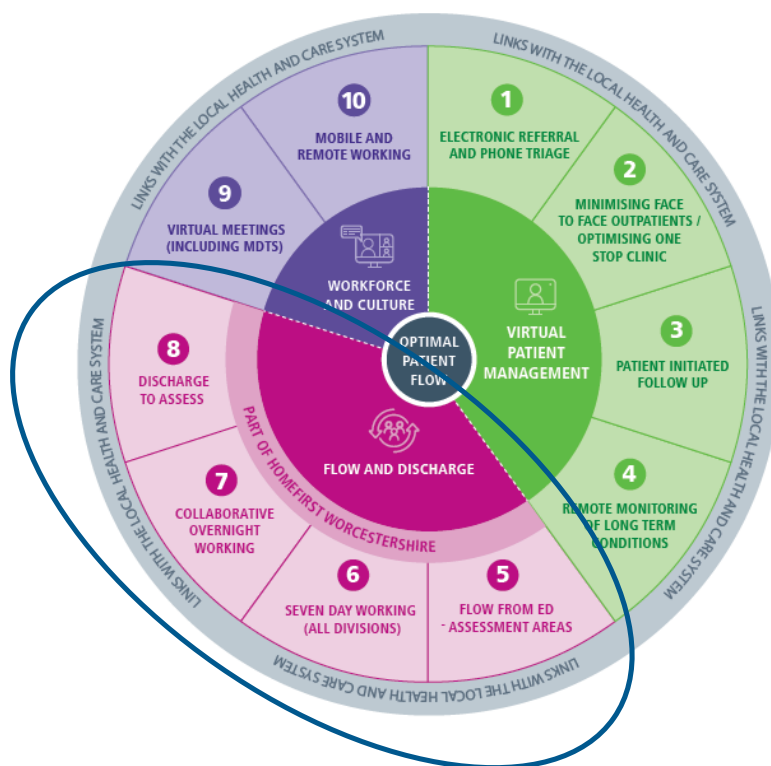 LINKS WITH THE LOCAL HEALTH AND CARE SYSTEM
LINKS WITH THE LOCAL HEALTH AND CARE SYSTEM
LINKS WITH THE LOCAL HEALTH AND CARE SYSTEM
LINKS WITH THE LOCAL HEALTH AND CARE SYSTEM
LINKS WITH THE LOCAL HEALTH AND CARE SYSTEM
LINKS WITH THE LOCAL HEALTH AND CARE SYSTEM
1
ELECTRONIC REFERRAL
AND PHONE TRIAGE
2
MINIMISING FACE
TO FACE OUTPATIENTS /
OPTIMISING ONE
STOP CLINIC
3
PATIENT INITIATED
FOLLOW UP
4
REMOTE MONITORING
OF LONG TERM
CONDITIONS
5
FLOW FROM ED
- ASSESSMENT AREAS
6
SEVEN DAY WORKING
(ALL DIVISIONS)
7
COLLABORATIVE
OVERNIGHT
WORKING
8
DISCHARGE
TO ASSESS
9
VIRTUAL MEETINGS
(INCLUDING MDTS)
10
MOBILE AND
REMOTE WORKING
WORKFORCE
AND CULTURE
VIRTUAL
PATIENT
MANAGEMENT
OPTIMAL
PATIENT
FLOW
FLOW AND DISCHARGE
PART OF HOMEFIRST WORCESTERSHIRE